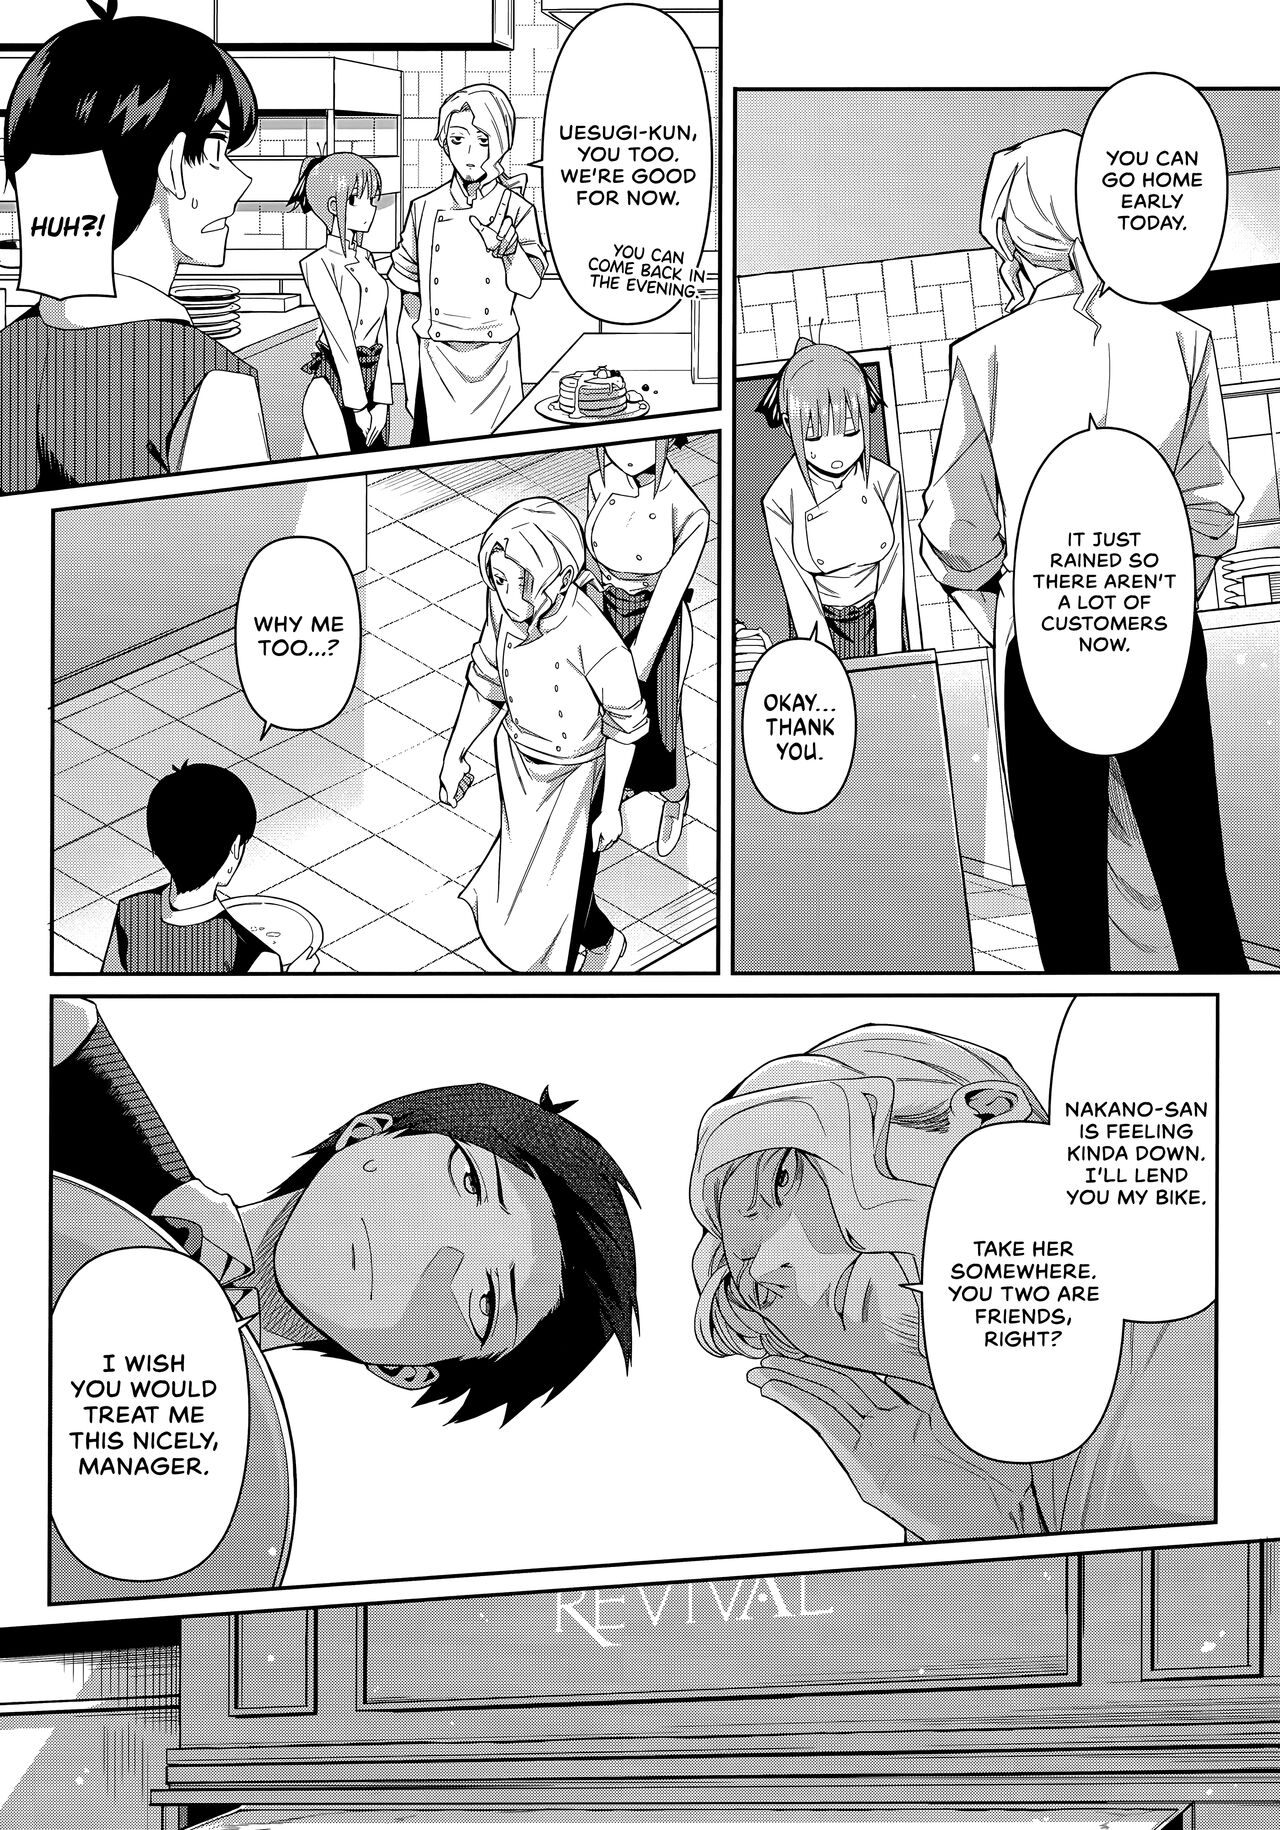 YOU CAN
GO HOME
EARLY
TODAY.
IT JUST
RAINED SO
THERE AREN'T
A LOT OF
CUSTOMERS
NOW.
OKAY...
THANK
YOU.
UESUGI-KUN,
YOU TOO.
WE'RE GOOD
FOR NOW.
YOU CAN
COME BACK IN
THE EVENING.
HUH?!
WHY ME
TOO...?
NAKANO-SAN
IS FEELING
KINDA DOWN.
I'LL LEND
YOU MY BIKE.
TAKE HER
SOMEWHERE.
YOU TWO ARE
FRIENDS,
RIGHT?
I WISH
YOU WOULD
TREAT ME
THIS NICELY,
MANAGER.
REVIVAL